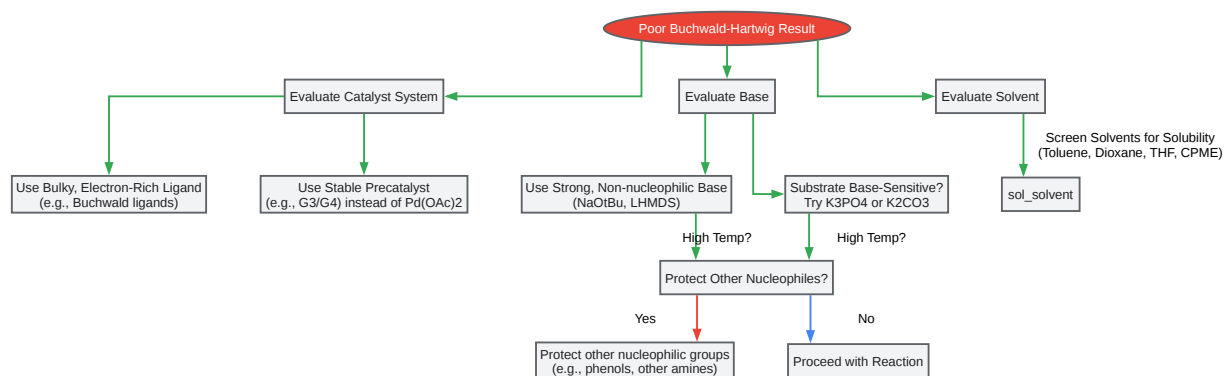 Poor Buchwald-Hartwig Result
Evaluate Catalyst System
Evaluate Base
Evaluate Solvent
Screen Solvents for Solubility
(Toluene, Dioxane, THF, CPME)
Use Bulky, Electron-Rich Ligand
(e.g., Buchwald ligands)
Use Stable Precatalyst
(e.g., G3/G4) instead of Pd(OAc)2
Use Strong, Non-nucleophilic Base
(NaOtBu, LHMDS)
Substrate Base-Sensitive?
Try K3PO4 or K2CO3
sol_solvent
High Temp?
High Temp?
Protect Other Nucleophiles?
Yes
No
Protect other nucleophilic groups
(e.g., phenols, other amines)
Proceed with Reaction